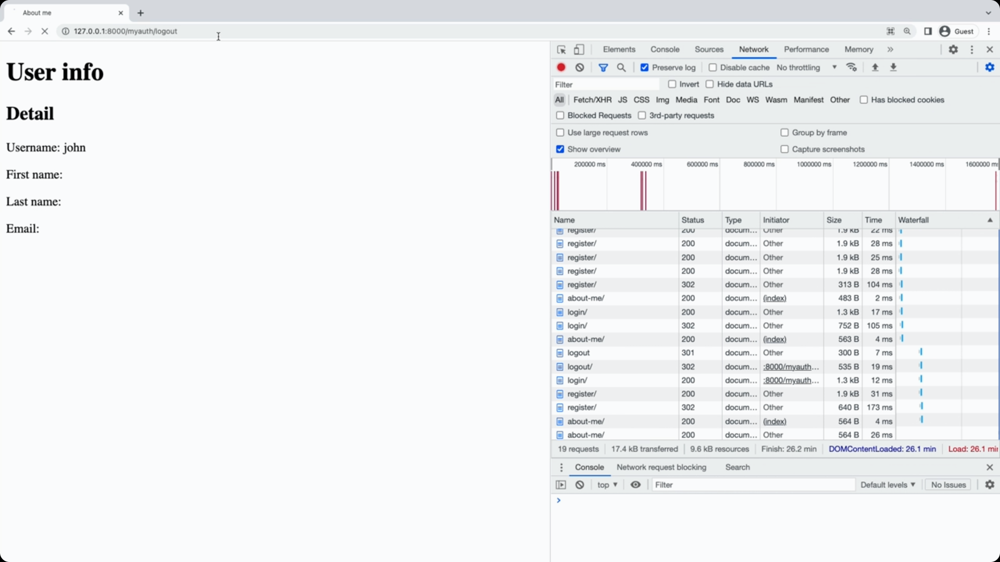 About me
127.0.0.1:8000/myauth/logout
Guest
User info
Detail
Username: john
First name:
Last name:
Email:
Elements Console Sources Network Performance Memory
Preserve log Disable cache No throttling
Filter Invert Hide data URLs
All Fetch/XHR JS CSS Img Media Font Doc WS Wasm Manifest Other Has blocked cookies
Blocked Requests 3rd-party requests
Use large request rows Group by frame
Show overview Capture screenshots
200000 ms 400000 ms 600000 ms 800000 ms 1000000 ms 1200000 ms 1400000 ms 1600000 ms
Name Status Type Initiator Size Time Waterfall
register/ 200 docum... Other 1.9 kB 22 ms
register/ 200 docum... Other 1.9 kB 28 ms
register/ 200 docum... Other 1.9 kB 25 ms
register/ 200 docum... Other 1.9 kB 28 ms
register/ 302 docum... Other 313 B 104 ms
about-me/ 200 docum... (index) 483 B 2 ms
login/ 200 docum... Other 1.3 kB 17 ms
login/ 302 docum... Other 752 B 105 ms
about-me/ 200 docum... (index) 563 B 4 ms
logout 301 docum... Other 300 B 7 ms
logout/ 302 docum... :8000/myauth... 535 B 19 ms
login/ 200 docum... :8000/myauth... 1.3 kB 12 ms
register/ 200 docum... Other 1.9 kB 31 ms
register/ 302 docum... Other 640 B 173 ms
about-me/ 200 docum... (index) 564 B 4 ms
about-me/ 200 docum... Other 564 B 26 ms
19 requests 17.4 kB transferred 9.6 kB resources Finish: 26.2 min DOMContentLoaded: 26.1 min Load: 26.1 min
Console Network request blocking Search
top Filter Default levels No Issues